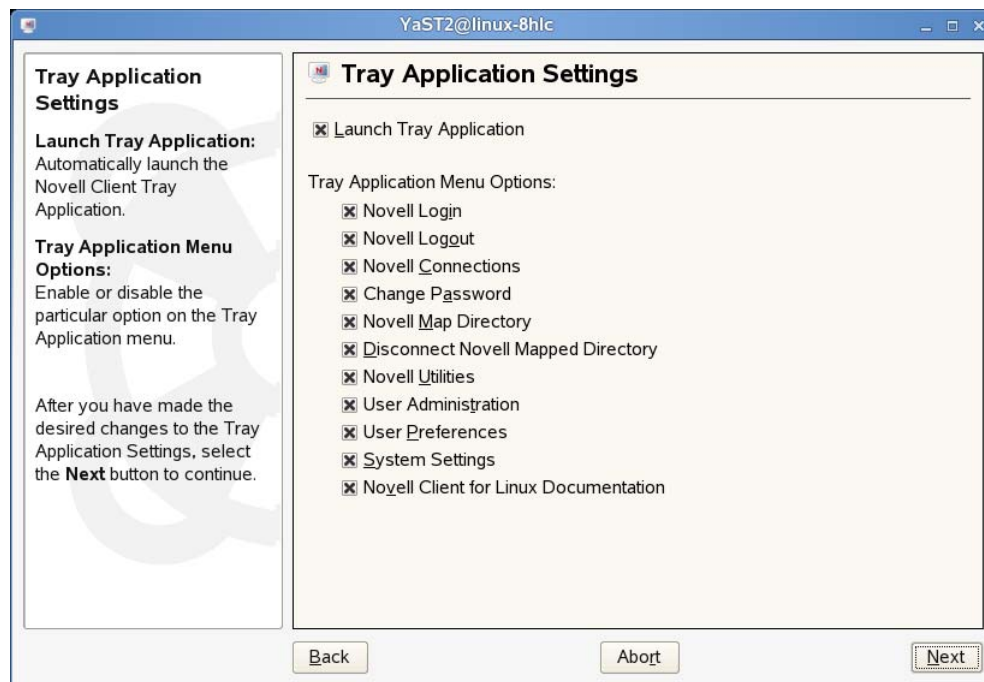 YaST2@linux-8hlc
Tray Application
Settings
Launch Tray Application:
Automatically launch the
Novell Client Tray
Application.
Tray Application Menu
Options:
Enable or disable the
particular option on the Tray
Application menu.
After you have made the
desired changes to the Tray
Application Settings, select
the Next button to continue.
Tray Application Settings
Launch Tray Application
Tray Application Menu Options:
Novell Login
Novell Logout
Novell Connections
Change Password
Novell Map Directory
Disconnect Novell Mapped Directory
Novell Utilities
User Administration
User Preferences
System Settings
Novell Client for Linux Documentation
Back
Abort
Next